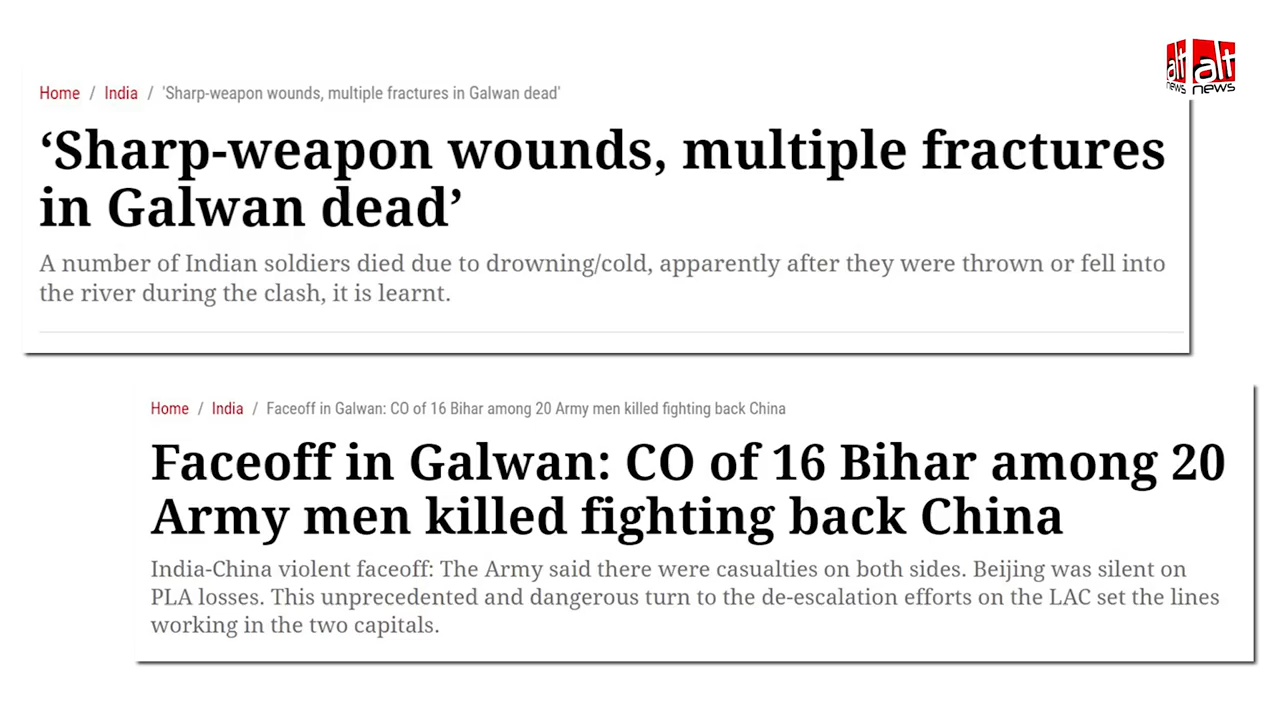 alt news alt news
Home / India / 'Sharp-weapon wounds, multiple fractures in Galwan dead'
‘Sharp-weapon wounds, multiple fractures
in Galwan dead’
A number of Indian soldiers died due to drowning/cold, apparently after they were thrown or fell into
the river during the clash, it is learnt.
Home / India / Faceoff in Galwan: CO of 16 Bihar among 20 Army men killed fighting back China
Faceoff in Galwan: CO of 16 Bihar among 20
Army men killed fighting back China
India-China violent faceoff: The Army said there were casualties on both sides. Beijing was silent on
PLA losses. This unprecedented and dangerous turn to the de-escalation efforts on the LAC set the lines
working in the two capitals.